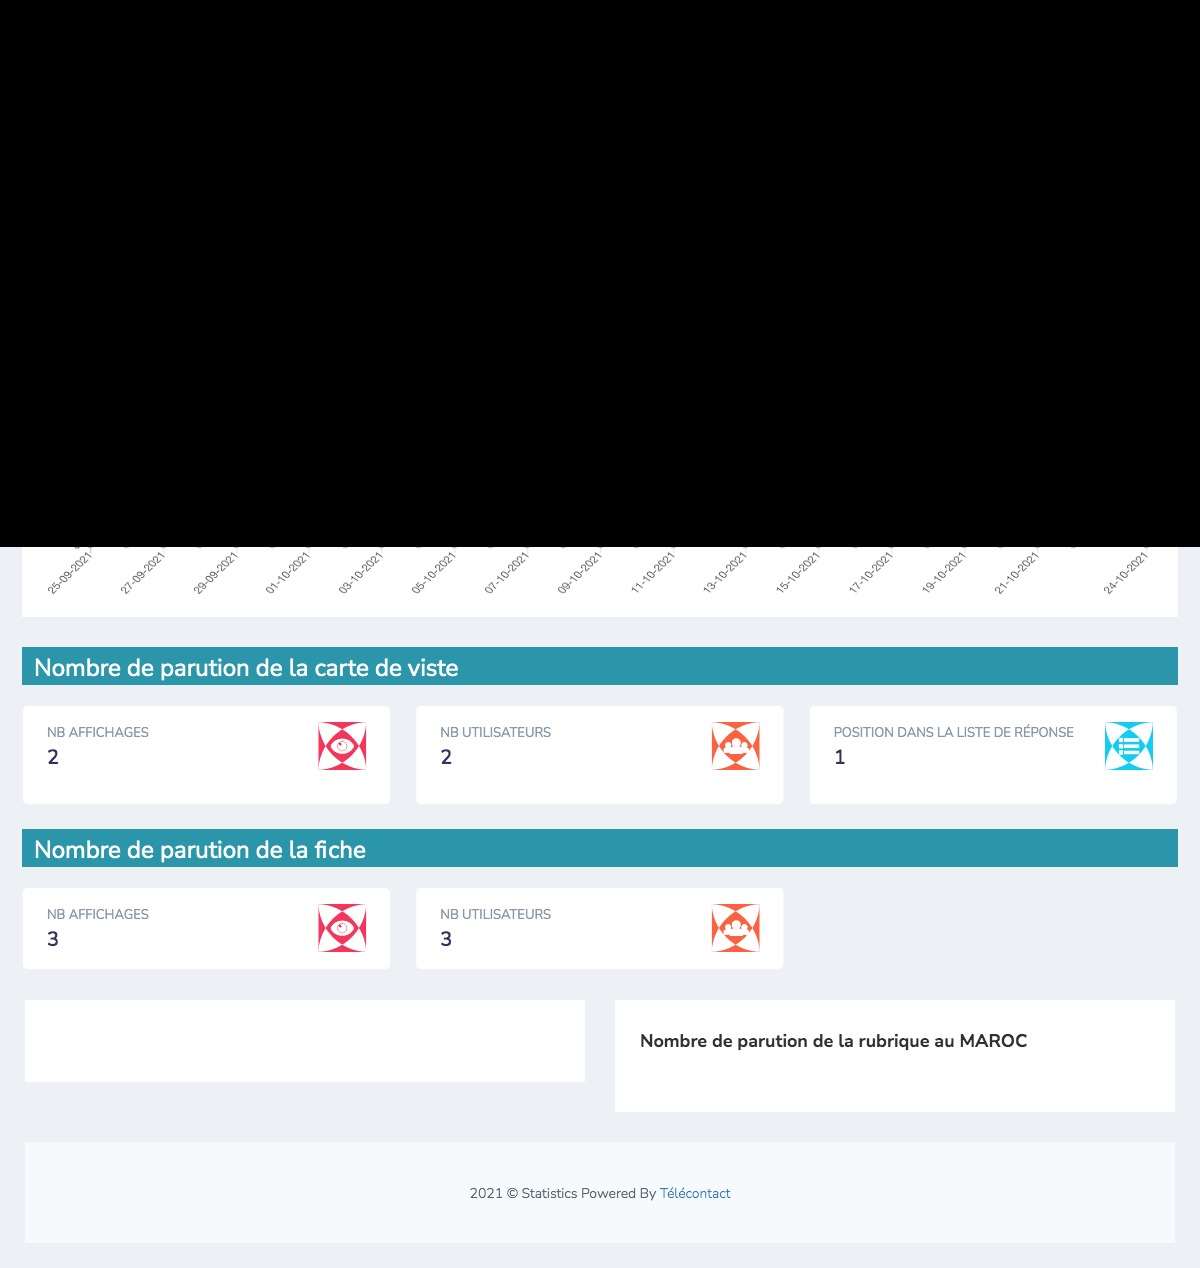 25-09-2021 27-09-2021 29-09-2021 01-10-2021 03-10-2021 05-10-2021 07-10-2021 09-10-2021 11-10-2021 13-10-2021 15-10-2021 17-10-2021 19-10-2021 21-10-2021 24-10-2021
Nombre de parution de la carte de viste
NB AFFICHAGES
2
NB UTILISATEURS
2
POSITION DANS LA LISTE DE RÉPONSE
1
Nombre de parution de la fiche
NB AFFICHAGES
3
NB UTILISATEURS
3
Nombre de parution de la rubrique au MAROC
2021 © Statistics Powered By Télécontact